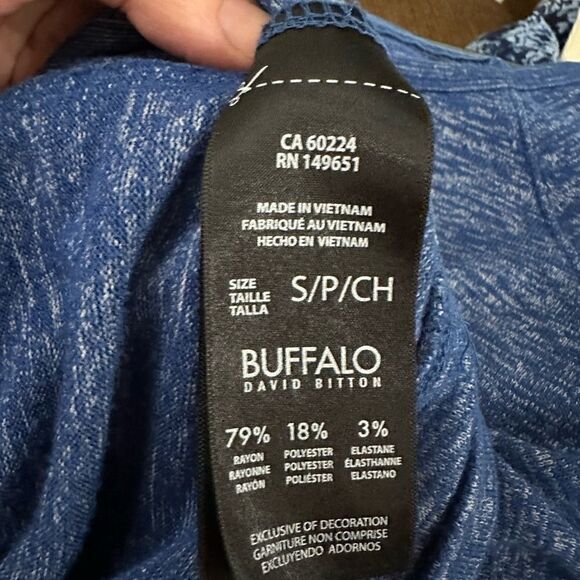 CA 60224
RN 149651
MADE IN VIETNAM
FABRIQUÉ AU VIETNAM
HECHO EN VIETNAM
SIZE
TAILLE
TALLA
S/P/CH
BUFFALO
DAVID BITTON
79% 18% 3%
RAYON POLYESTER ELASTANE
RAYONNE POLYESTER ÉLASTHANNE
RAYÓN POLIÉSTER ELASTANO
EXCLUSIVE OF DECORATION
GARNITURE NON COMPRISE
EXCLUYENDO ADORNOS